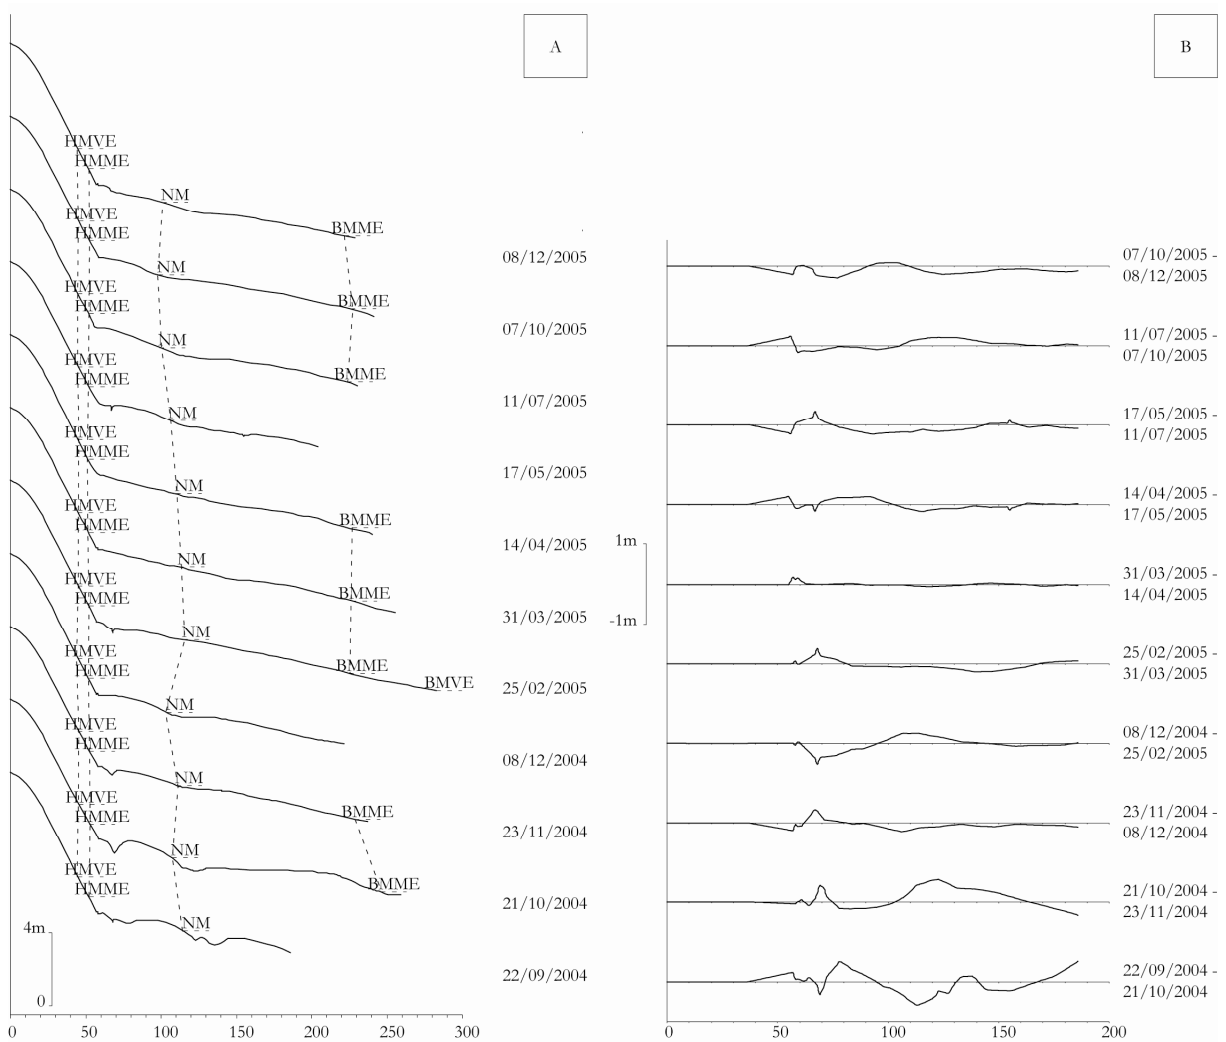 A
HMVE
HMME
NM
BMME
08/12/2005
HMVE
HMME
NM
BMME
07/10/2005
HMVE
HMME
NM
BMME
11/07/2005
HMVE
HMME
NM
17/05/2005
HMVE
HMME
NM
BMME
14/04/2005
HMVE
HMME
NM
BMME
31/03/2005
HMVE
HMME
NM
BMME
BMVE
25/02/2005
HMVE
HMME
NM
08/12/2004
HMVE
HMME
NM
BMME
23/11/2004
HMVE
HMME
NM
BMME
21/10/2004
HMVE
HMME
NM
22/09/2004
4m
0
0 50 100 150 200 250 300
B
07/10/2005 -
08/12/2005
11/07/2005 -
07/10/2005
17/05/2005 -
11/07/2005
14/04/2005 -
17/05/2005
1m
-1m
31/03/2005 -
14/04/2005
25/02/2005 -
31/03/2005
08/12/2004 -
25/02/2005
23/11/2004 -
08/12/2004
21/10/2004 -
23/11/2004
22/09/2004 -
21/10/2004
0 50 100 150 200